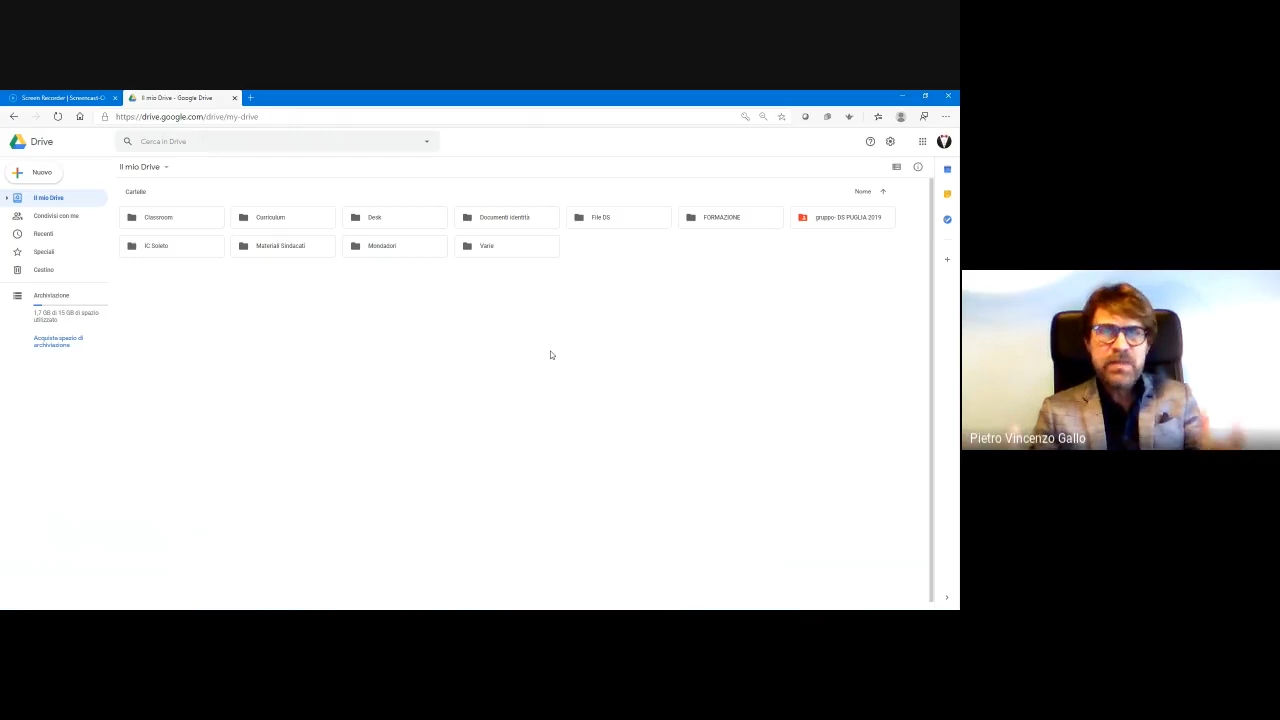 Screen Recorder | Screencast-O
Il mio Drive - Google Drive
https://drive.google.com/drive/my-drive
Drive
Cerca in Drive
Nuovo
Il mio Drive
Il mio Drive
Condivisi con me
Recenti
Speciali
Cestino
Archiviazione
1,7 GB di 15 GB di spazio
utilizzato
Acquista spazio di
archiviazione
Cartelle
Nome
Classroom
Curriculum
Desk
Documenti identità
File DS
FORMAZIONE
gruppo- DS PUGLIA 2019
IC Soleto
Materiali Sindacati
Mondadori
Varie
Pietro Vincenzo Gallo